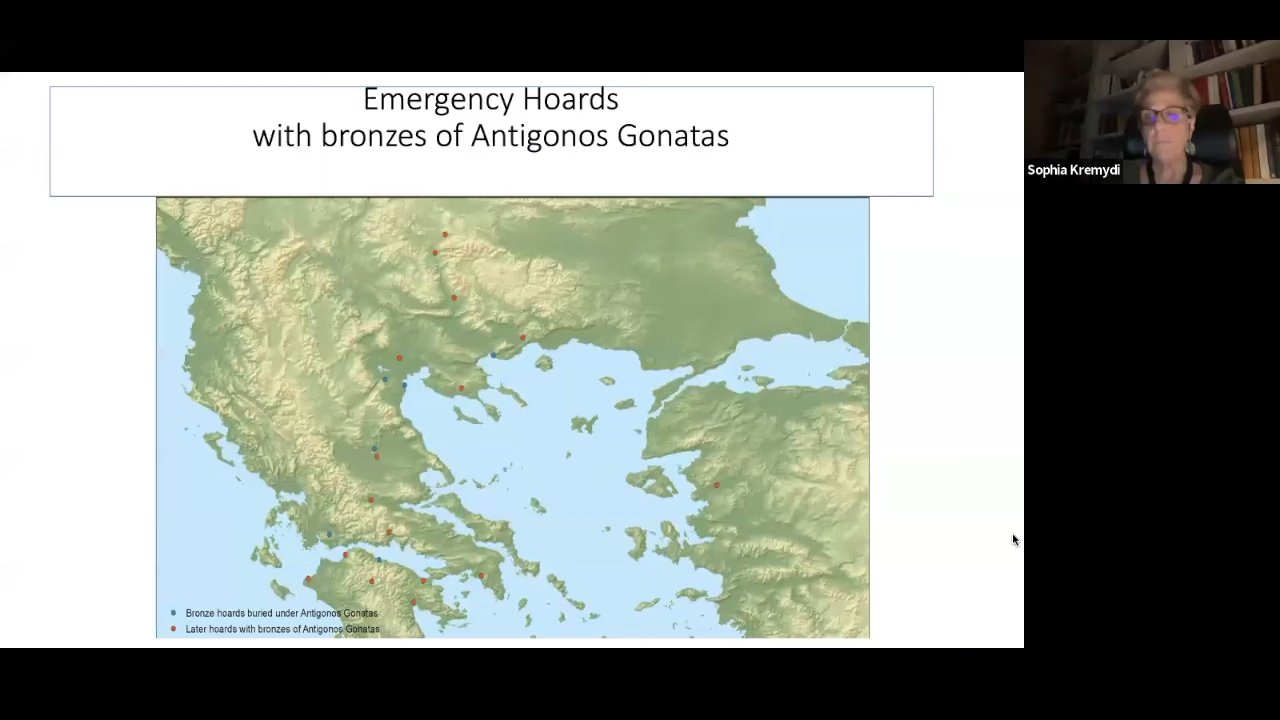 Emergency Hoards
with bronzes of Antigonos Gonatas
Sophia Kremydi
Bronze hoards buried under Antigonos Gonatas
Later hoards with bronzes of Antigonos Gonatas